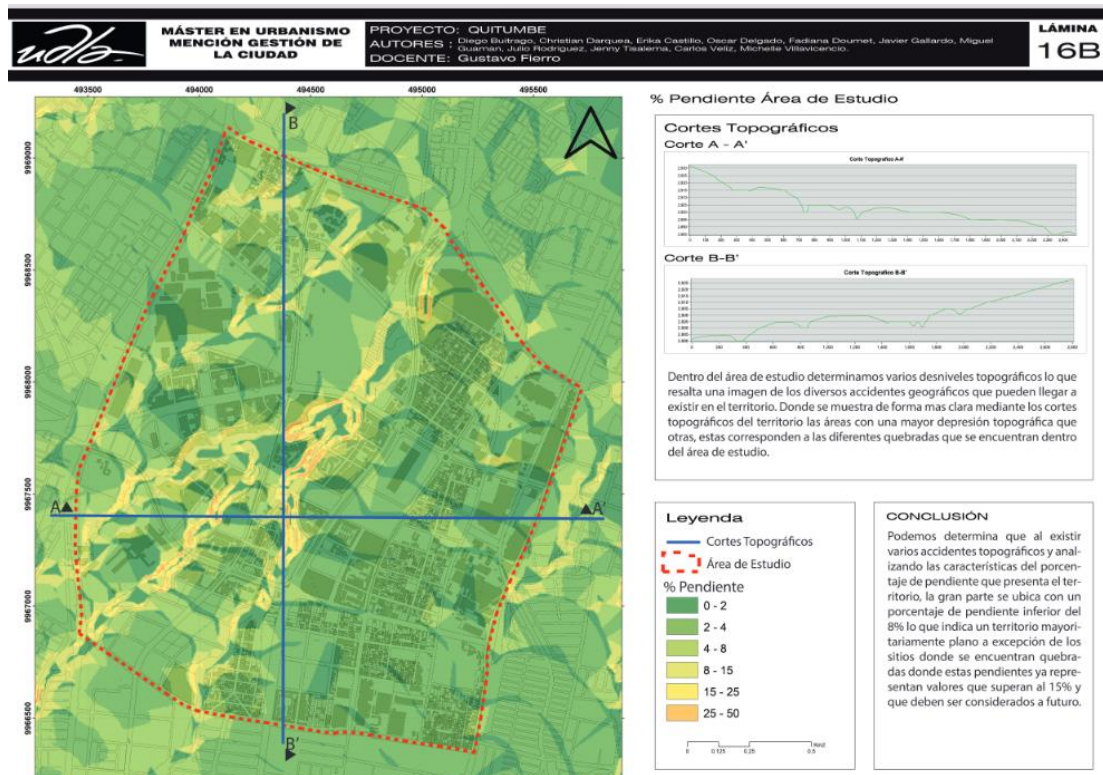 udla-
MÁSTER EN URBANISMO
MENCIÓN GESTIÓN DE
LA CIUDAD
PROYECTO: QUITUMBE
AUTORES : Diego Buitrago, Christian Darquea, Erika Castillo, Oscar Delgado, Fadiana Doumet, Javier Gallardo, Miguel
Guaman, Julio Rodriguez, Jenny Tisalema, Carlos Veliz, Michelle Villavicencio.
DOCENTE: Gustavo Fierro
LÁMINA
16B
493500 494000 494500 495000 495500
9969000
9968500
9968000
9967500
9967000
9966500
B
A
A'
B'
% Pendiente Área de Estudio
Cortes Topográficos
Corte A - A'
Corte Topografico A-A'
Corte B-B'
Corte Topografico B-B'
Dentro del área de estudio determinamos varios desniveles topográficos lo que
resalta una imagen de los diversos accidentes geográficos que pueden llegar a
existir en el territorio. Donde se muestra de forma mas clara mediante los cortes
topográficos del territorio las áreas con una mayor depresión topográfica que
otras, estas corresponden a las diferentes quebradas que se encuentran dentro
del área de estudio.
Leyenda
Cortes Topográficos
Área de Estudio
% Pendiente
0 - 2
2 - 4
4 - 8
8 - 15
15 - 25
25 - 50
0 0.125 0.25 0.5
CONCLUSIÓN
Podemos determina que al existir
varios accidentes topográficos y anal-
izando las características del porcen-
taje de pendiente que presenta el ter-
ritorio, la gran parte se ubica con un
porcentaje de pendiente inferior del
8% lo que indica un territorio mayori-
tariamente plano a excepción de los
sitios donde se encuentran quebra-
das donde estas pendientes ya repre-
sentan valores que superan al 15% y
que deben ser considerados a futuro.